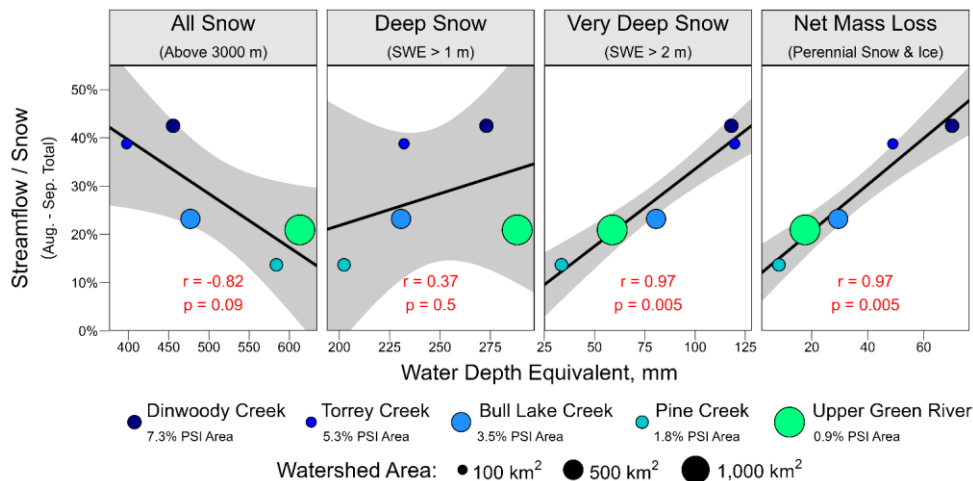 All Snow
(Above 3000 m)
Deep Snow
(SWE > 1 m)
Very Deep Snow
(SWE > 2 m)
Net Mass Loss
(Perennial Snow & Ice)
Streamflow / Snow
(Aug. - Sep. Total)
50%
40%
30%
20%
10%
0%
r = -0.82
p = 0.09
r = 0.37
p = 0.5
r = 0.97
p = 0.005
r = 0.97
p = 0.005
400 450 500 550 600
200 225 250 275
25 50 75 100 125
20 40 60
Water Depth Equivalent, mm
Dinwoody Creek
7.3% PSI Area
Torrey Creek
5.3% PSI Area
Bull Lake Creek
3.5% PSI Area
Pine Creek
1.8% PSI Area
Upper Green River
0.9% PSI Area
Watershed Area: 100 km² 500 km² 1,000 km²